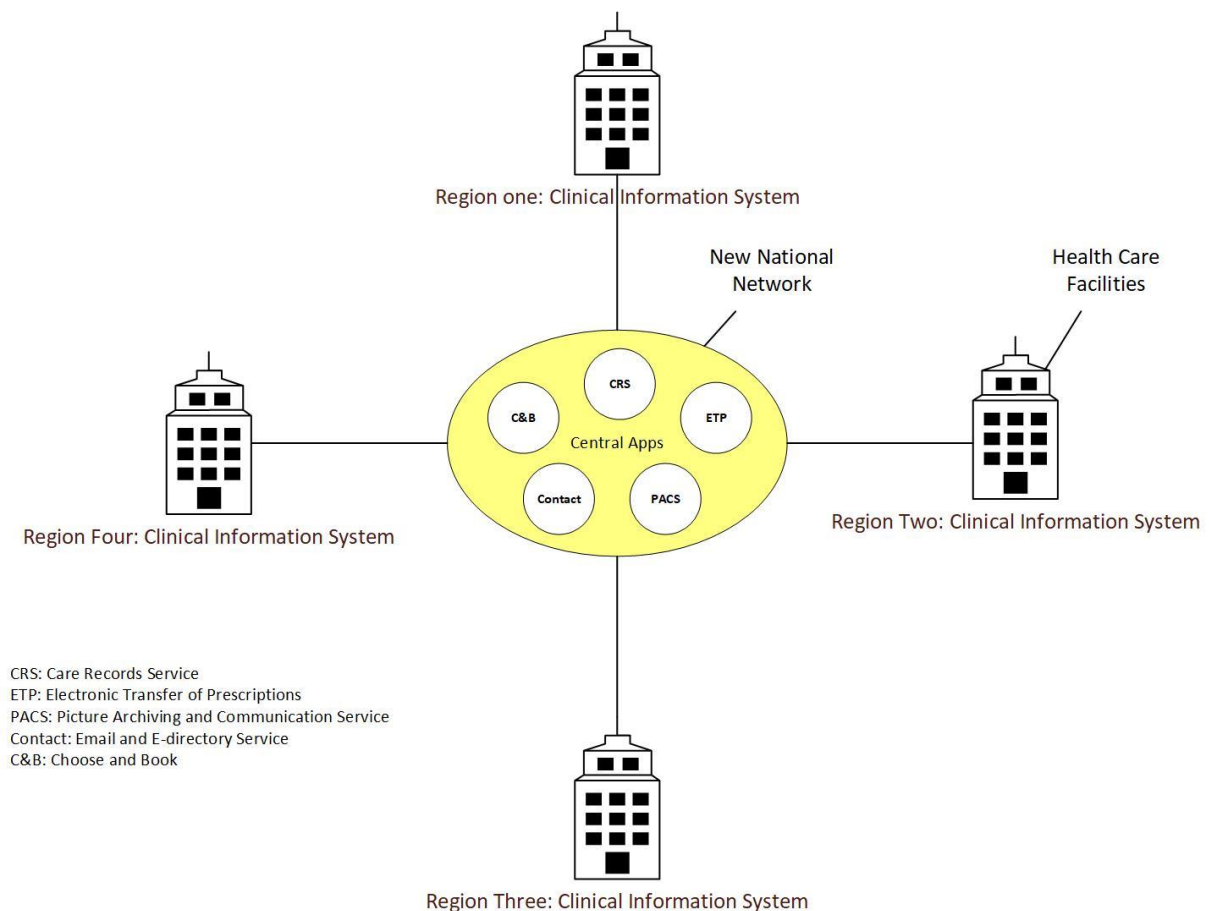 Region one: Clinical Information System
New National
Network
Health Care
Facilities
CRS
C&B
ETP
Central Apps
Contact
PACS
Region Four: Clinical Information System
Region Two: Clinical Information System
CRS: Care Records Service
ETP: Electronic Transfer of Prescriptions
PACS: Picture Archiving and Communication Service
Contact: Email and E-directory Service
C&B: Choose and Book
Region Three: Clinical Information System